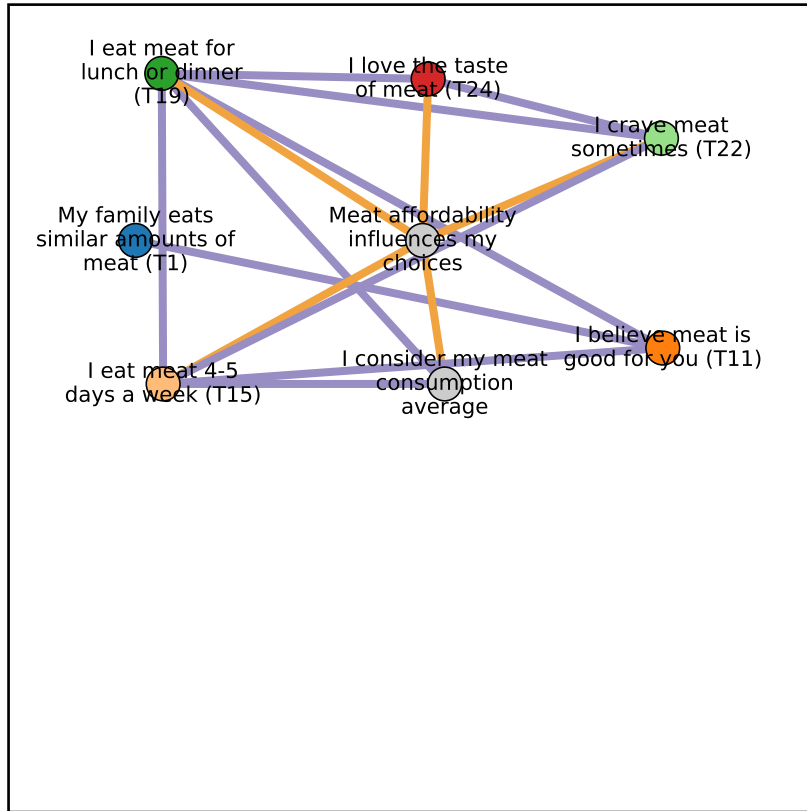 I eat meat for
lunch or dinner
(T19)
I love the taste
of meat (T24)
I crave meat
sometimes (T22)
My family eats
similar amounts of
meat (T1)
Meat affordability
influences my
choices
I believe meat is
good for you (T11)
I eat meat 4-5
days a week (T15)
I consider my meat
consumption
average